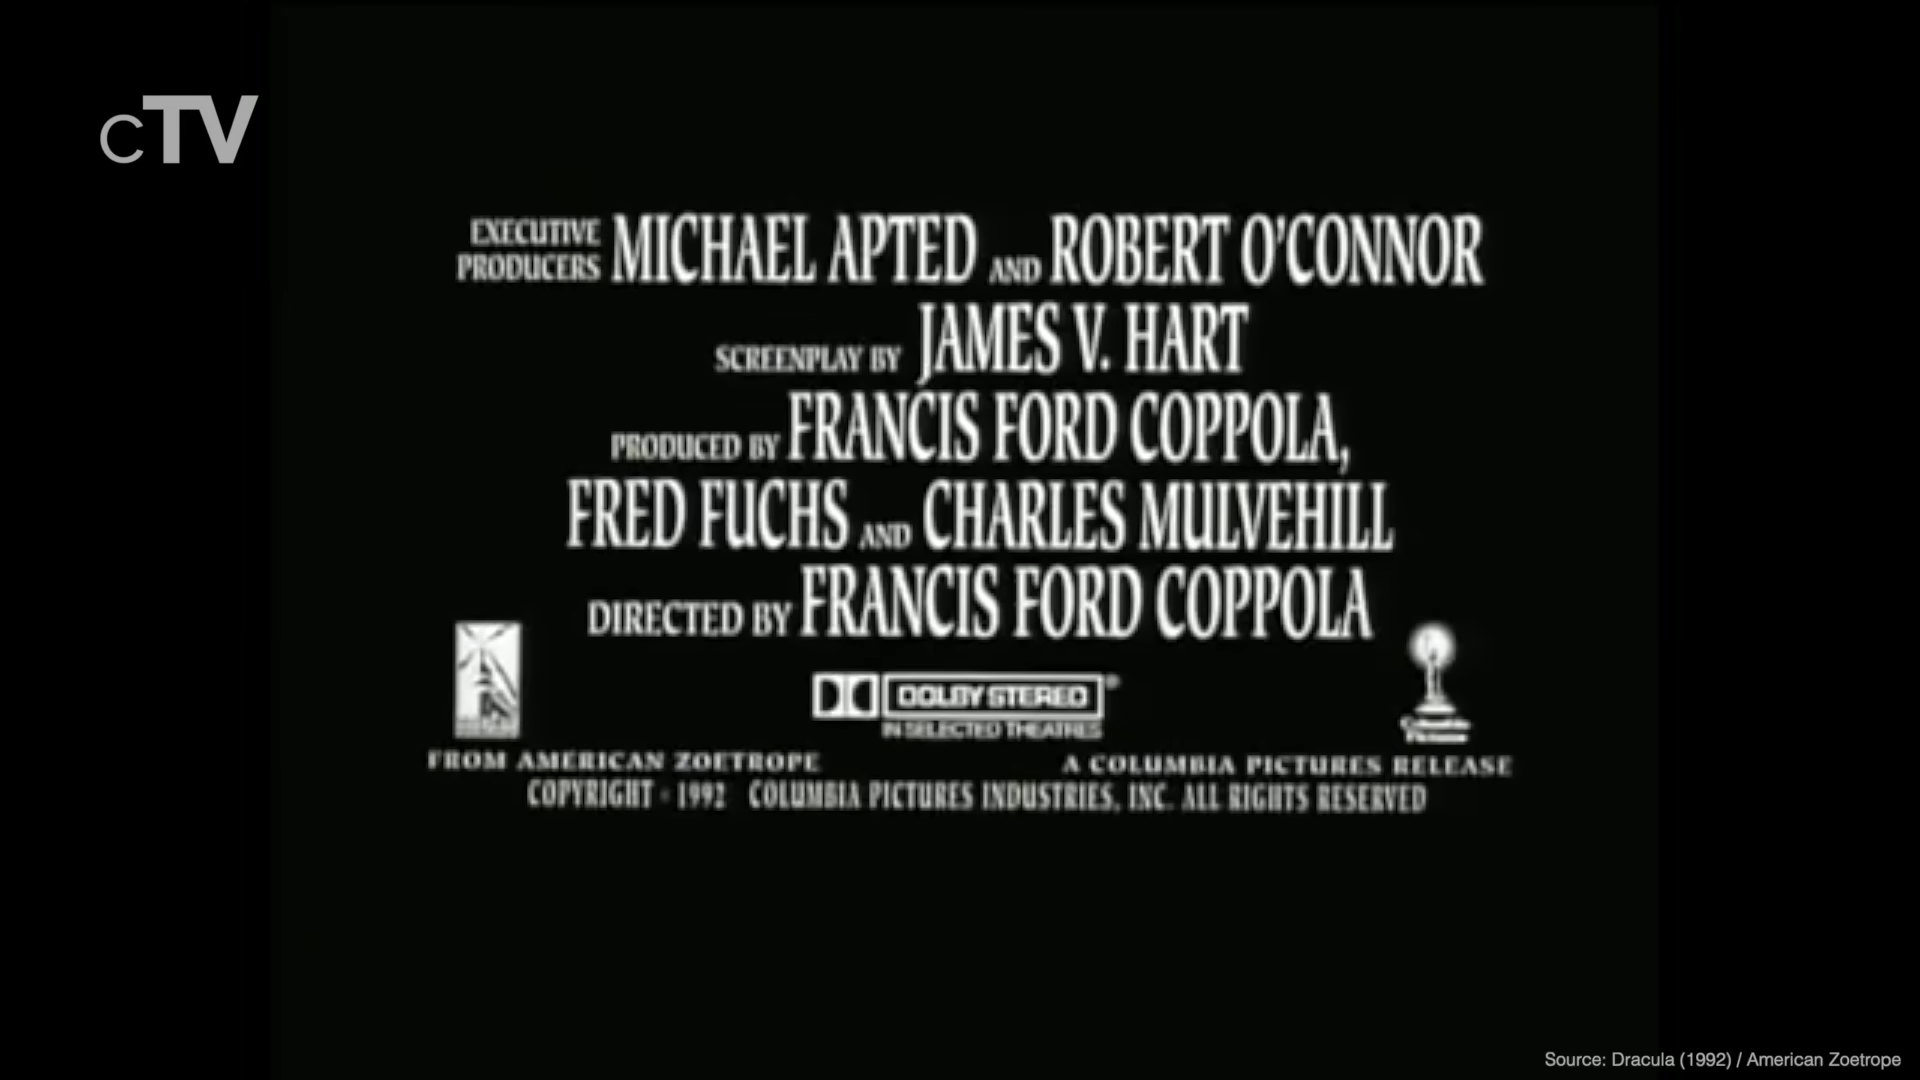 cTV
EXECUTIVE PRODUCERS MICHAEL APTED AND ROBERT O'CONNOR
SCREENPLAY BY JAMES V. HART
PRODUCED BY FRANCIS FORD COPPOLA,
FRED FUCHS AND CHARLES MULVEHILL
DIRECTED BY FRANCIS FORD COPPOLA
DOLBY STEREO
IN SELECTED THEATRES
Columbia
Pictures
FROM AMERICAN ZOETROPE
A COLUMBIA PICTURES RELEASE
COPYRIGHT · 1992 COLUMBIA PICTURES INDUSTRIES, INC. ALL RIGHTS RESERVED
Source: Dracula (1992) / American Zoetrope